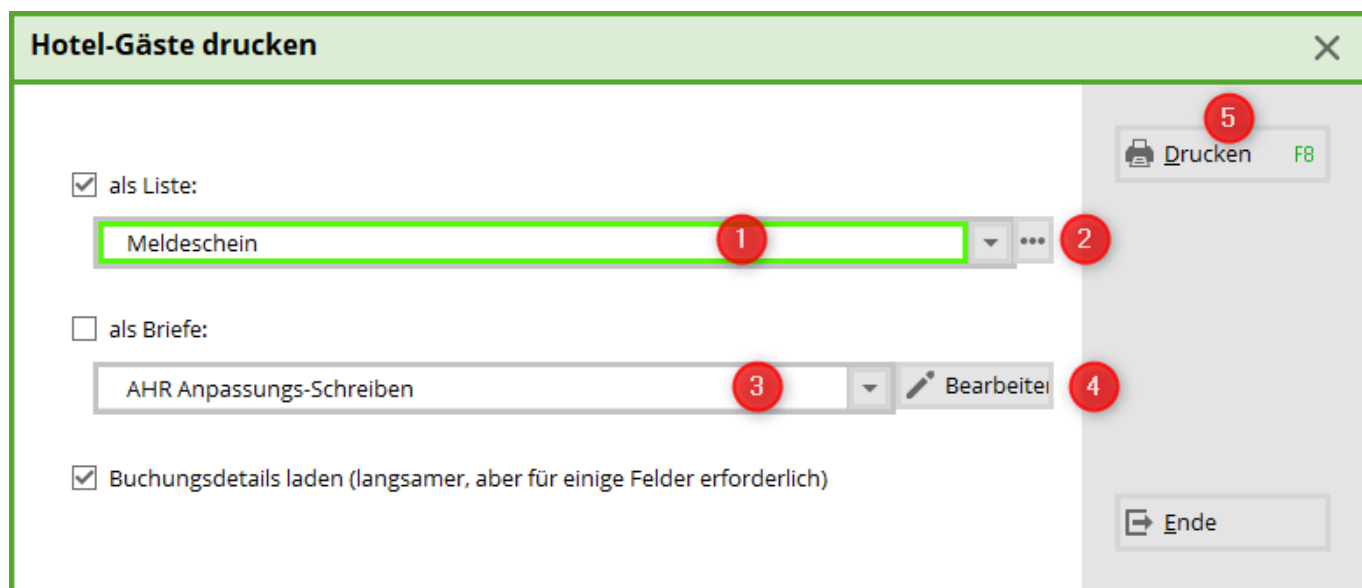 Hotel-Gäste drucken
5
Drucken F8
als Liste:
Meldeschein 1 ••• 2
als Briefe:
AHR Anpassungs-Schreiben 3 Bearbeiter 4
Buchungsdetails laden (langsamer, aber für einige Felder erforderlich)
Ende